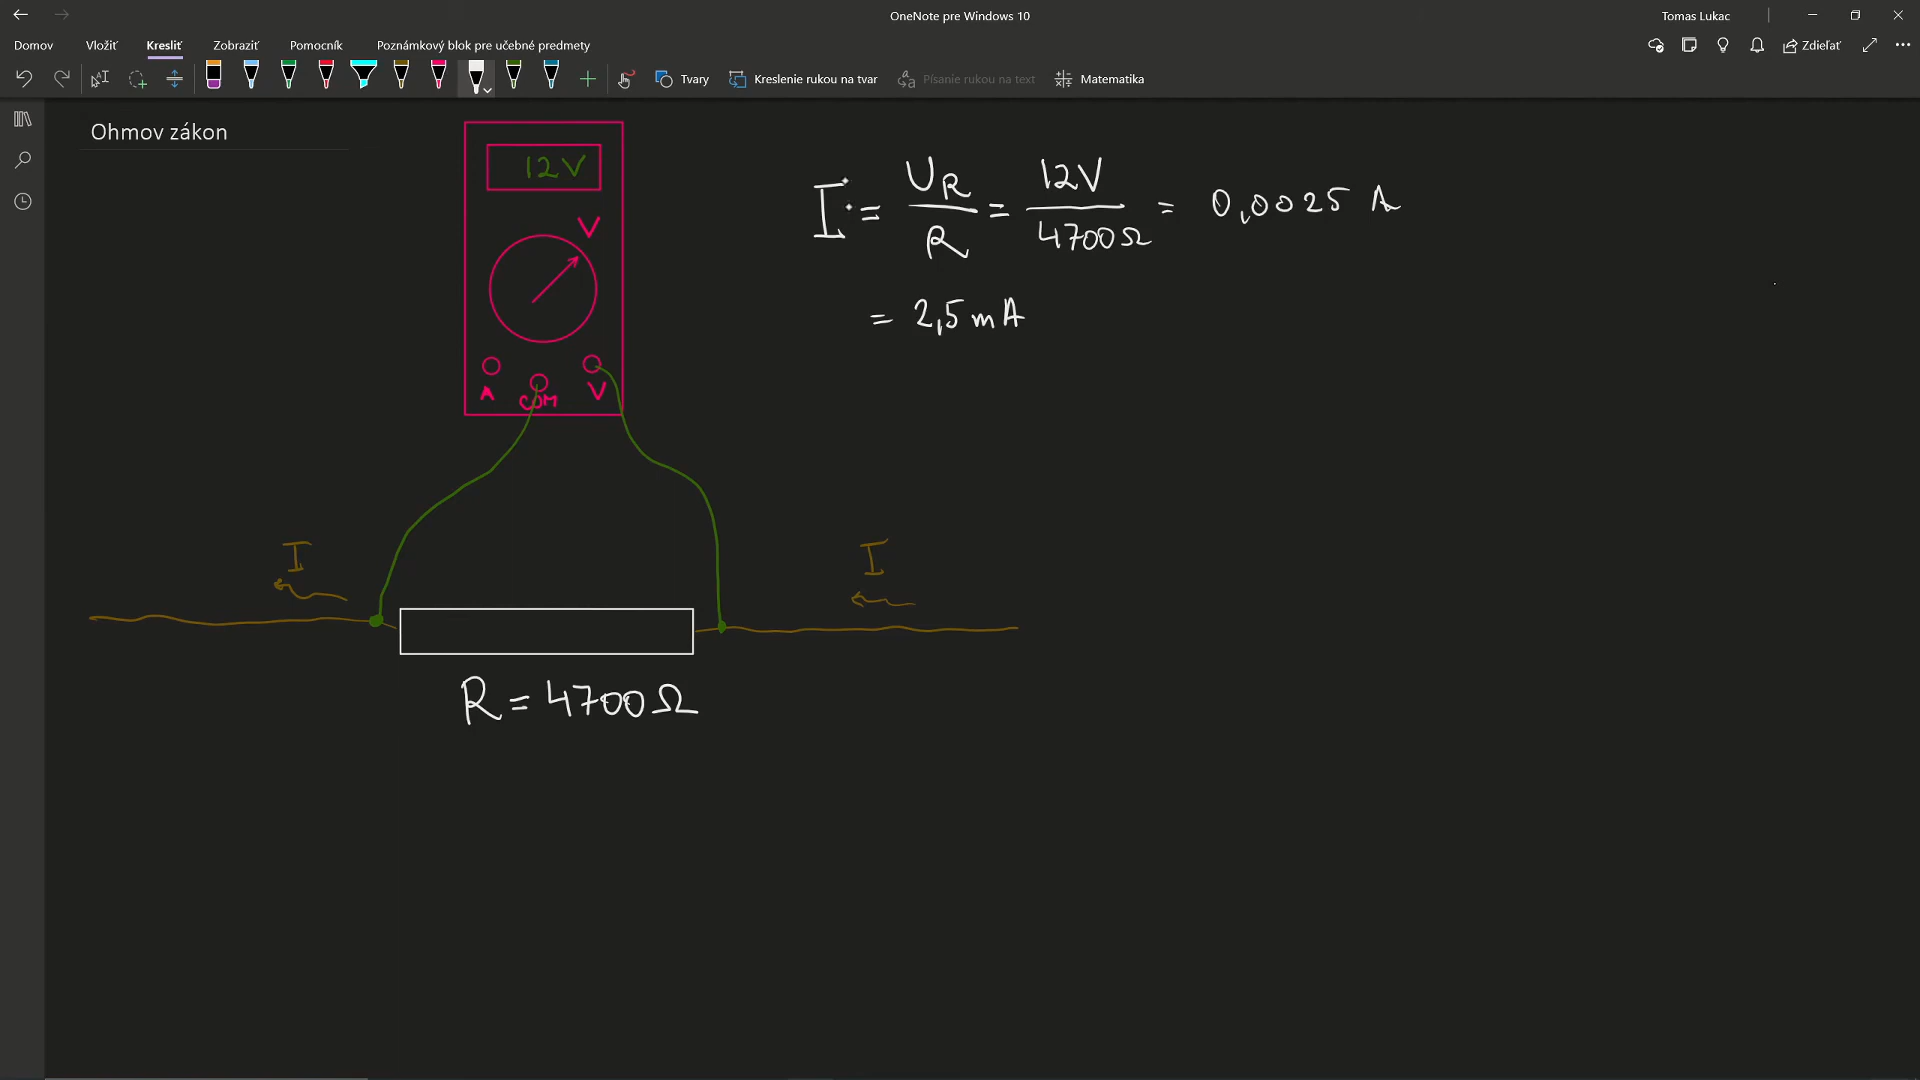 OneNote pre Windows 10
Tomas Lukac
Domov Vložiť Kresliť Zobraziť Pomocník Poznámkový blok pre učebné predmety
Zdieľať
Tvary Kreslenie rukou na tvar Písanie rukou na text Matematika
Ohmov zákon
12V
V
A COM V
I = U_R / R = 12V / 4700Ω = 0,0025 A
= 2,5 mA
I I
R = 4700Ω